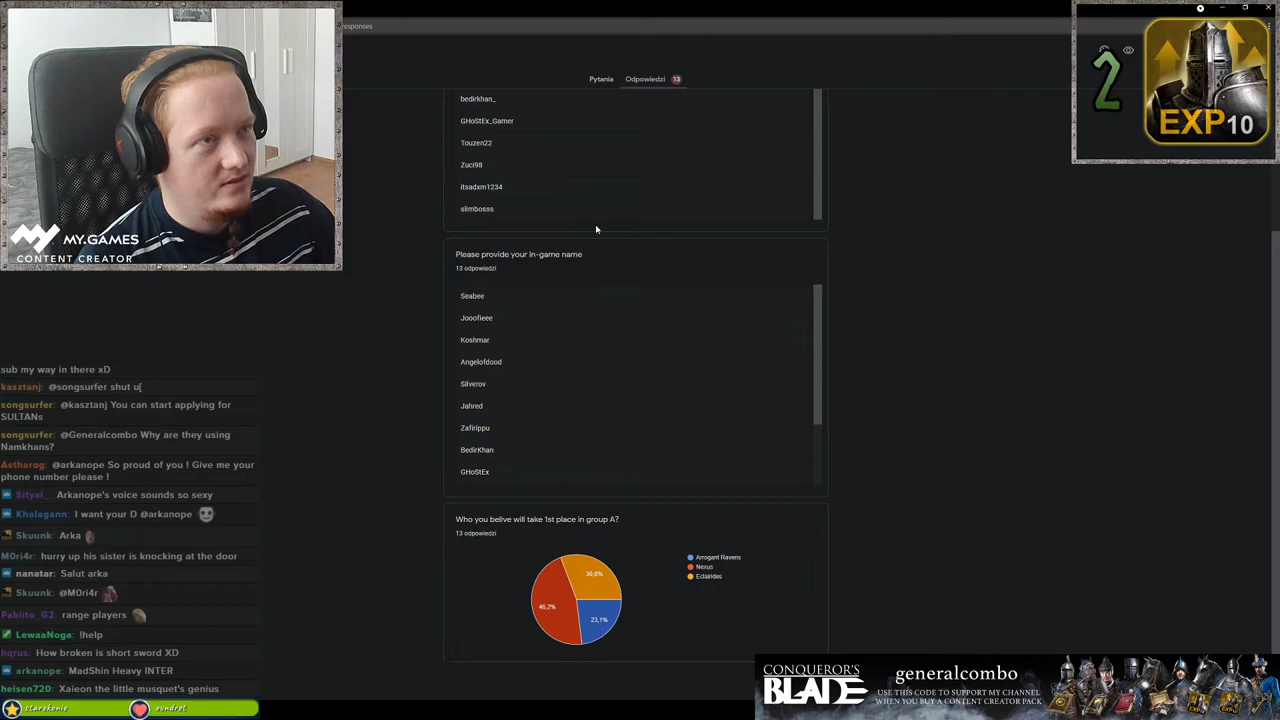 responses
Pytania
Odpowiedzi 13
bedirkhan_
GHoStEx_Gamer
Touzen22
Zuci98
itsadxm1234
slimbosss
Please provide your in-game name
13 odpowiedzi
Seabee
Jooofieee
Koshmar
Angelofdood
Silverov
Jahred
Zafirippu
BedirKhan
GHoStEx
Who you belive will take 1st place in group A?
13 odpowiedzi
30,8%
46,2%
23,1%
Arrogant Ravens
Nexus
Eclairides
MY.GAMES
CONTENT CREATOR
2
EXP10
sub my way in there xD
kasztanj: @songsurfer shut u[
songsurfer: @kasztanj You can start applying for
SULTANs
songsurfer: @Generalcombo Why are they using
Namkhans?
Astharog: @arkanope So proud of you ! Give me your
phone number please !
Sityal_: Arkanope's voice sounds so sexy
Khalagann: I want your D @arkanope
Skuunk: Arka
M0ri4r: hurry up his sister is knocking at the door
nanatar: Salut arka
Skuunk: @M0ri4r
Pablito_G2: range players
LewaaNoga: !help
hqrus: How broken is short sword XD
arkanope: MadShin Heavy INTER
heisen720: Xaieon the little musquet's genius
starekonie
oundret
CONQUEROR'S
BLADE
generalcombo
USE THIS CODE TO SUPPORT MY CHANNEL
WHEN YOU BUY A CONTENT CREATOR PACK